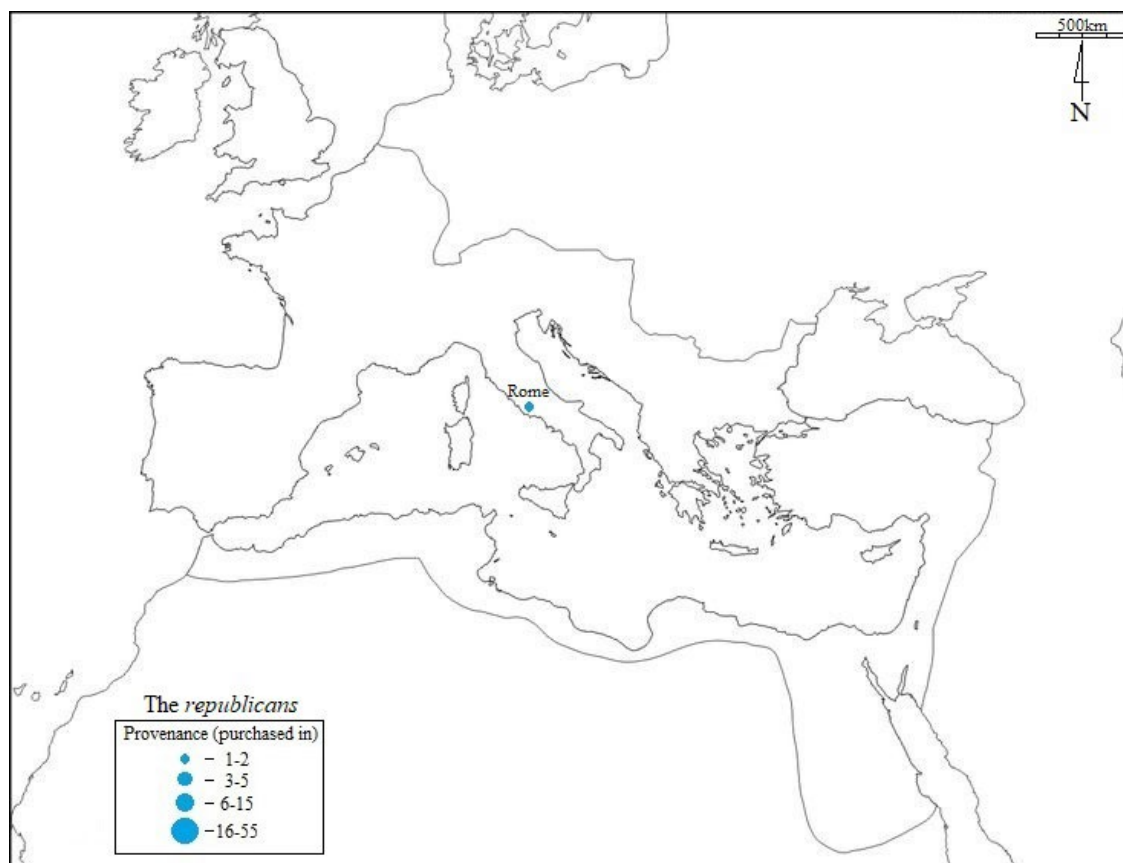 500km
N
Rome
The republicans
Provenance (purchased in)
– 1-2
– 3-5
– 6-15
–16-55